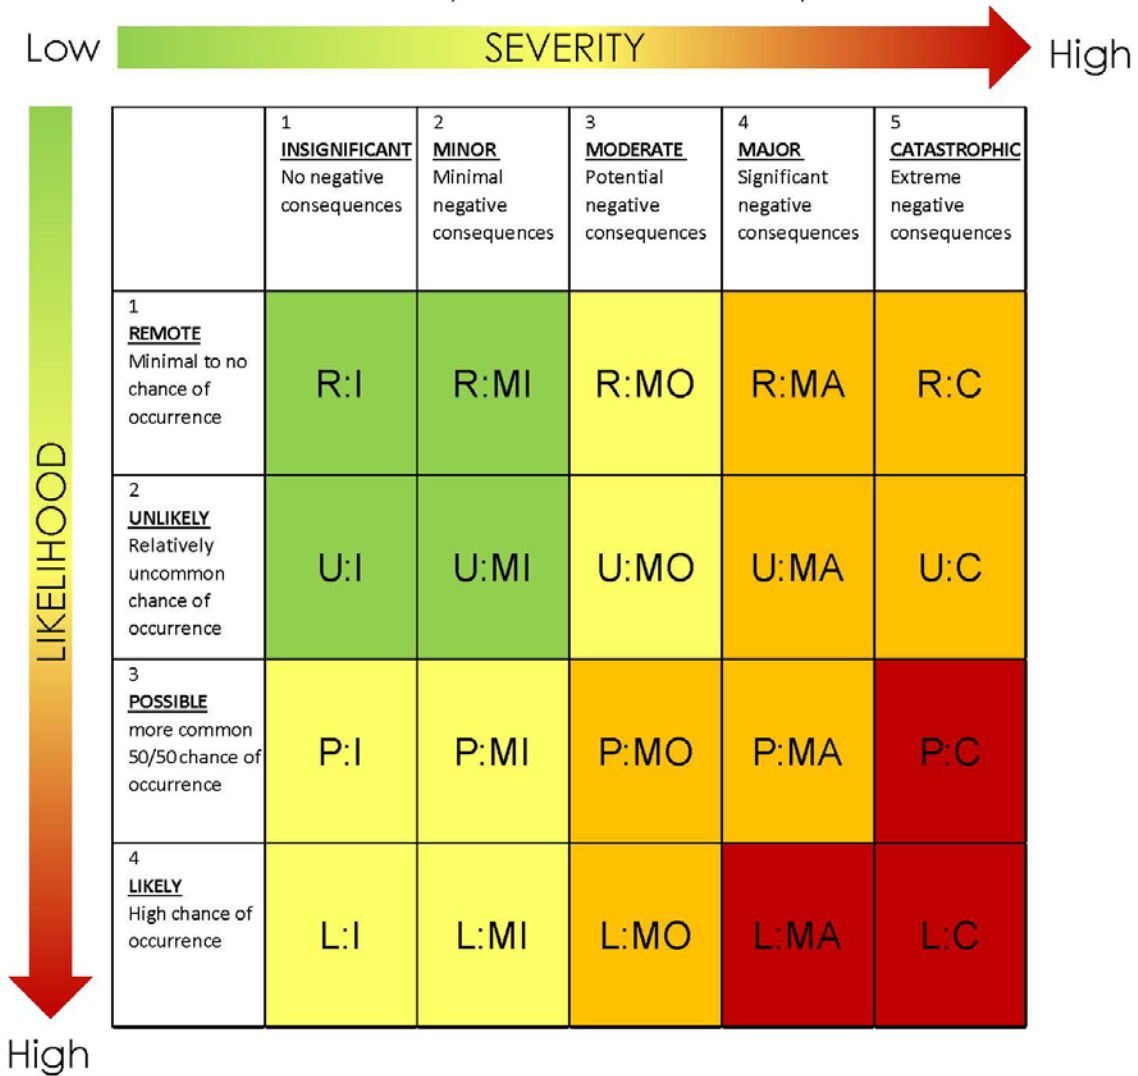 Low SEVERITY High
1
INSIGNIFICANT
No negative
consequences
2
MINOR
Minimal
negative
consequences
3
MODERATE
Potential
negative
consequences
4
MAJOR
Significant
negative
consequences
5
CATASTROPHIC
Extreme
negative
consequences
LIKELIHOOD
1
REMOTE
Minimal to no
chance of
occurrence
R:I R:MI R:MO R:MA R:C
2
UNLIKELY
Relatively
uncommon
chance of
occurrence
U:I U:MI U:MO U:MA U:C
3
POSSIBLE
more common
50/50 chance of
occurrence
P:I P:MI P:MO P:MA P:C
4
LIKELY
High chance of
occurrence
L:I L:MI L:MO L:MA L:C
High